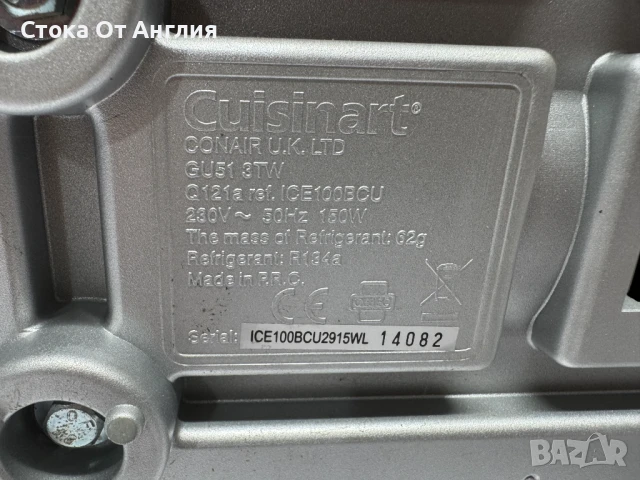 Стока От Англия
Cuisinart®
CONAIR U.K. LTD
GU51 3TW
Q121a ref. ICE100BCU
230V ~ 50Hz 150W
The mass of Refrigerant: 62g
Refrigerant: R134a
Made in P.R.C.
CE
Serial: ICE100BCU2915WL 14082
BAZAR